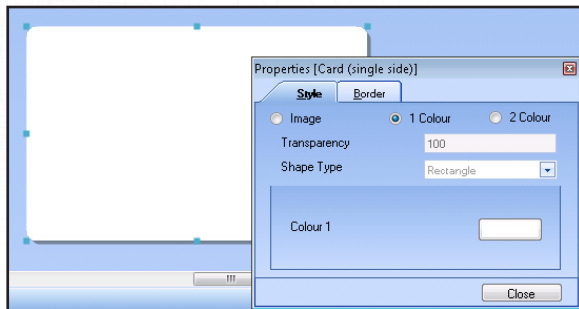 Properties [Card (single side)]
Style Border
Image 1 Colour 2 Colour
Transparency 100
Shape Type Rectangle
Colour 1
Close